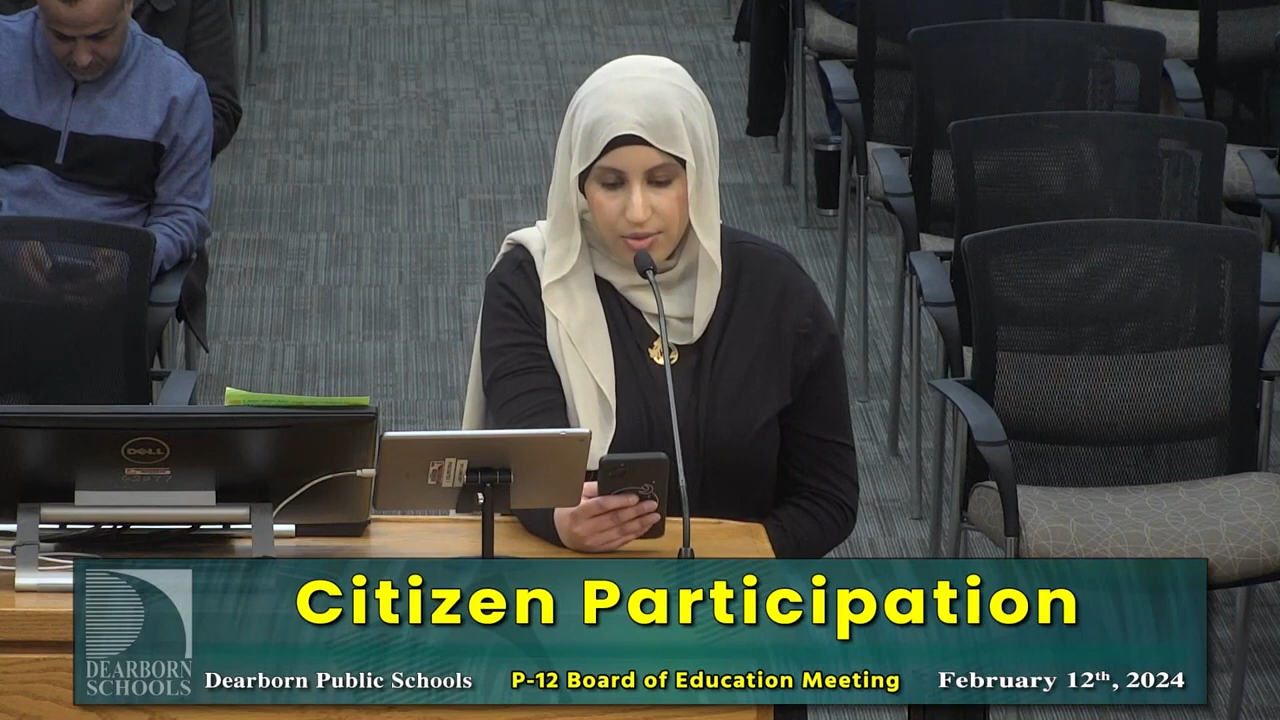 DELL
Citizen Participation
DEARBORN
SCHOOLS
Dearborn Public Schools P-12 Board of Education Meeting February 12th, 2024